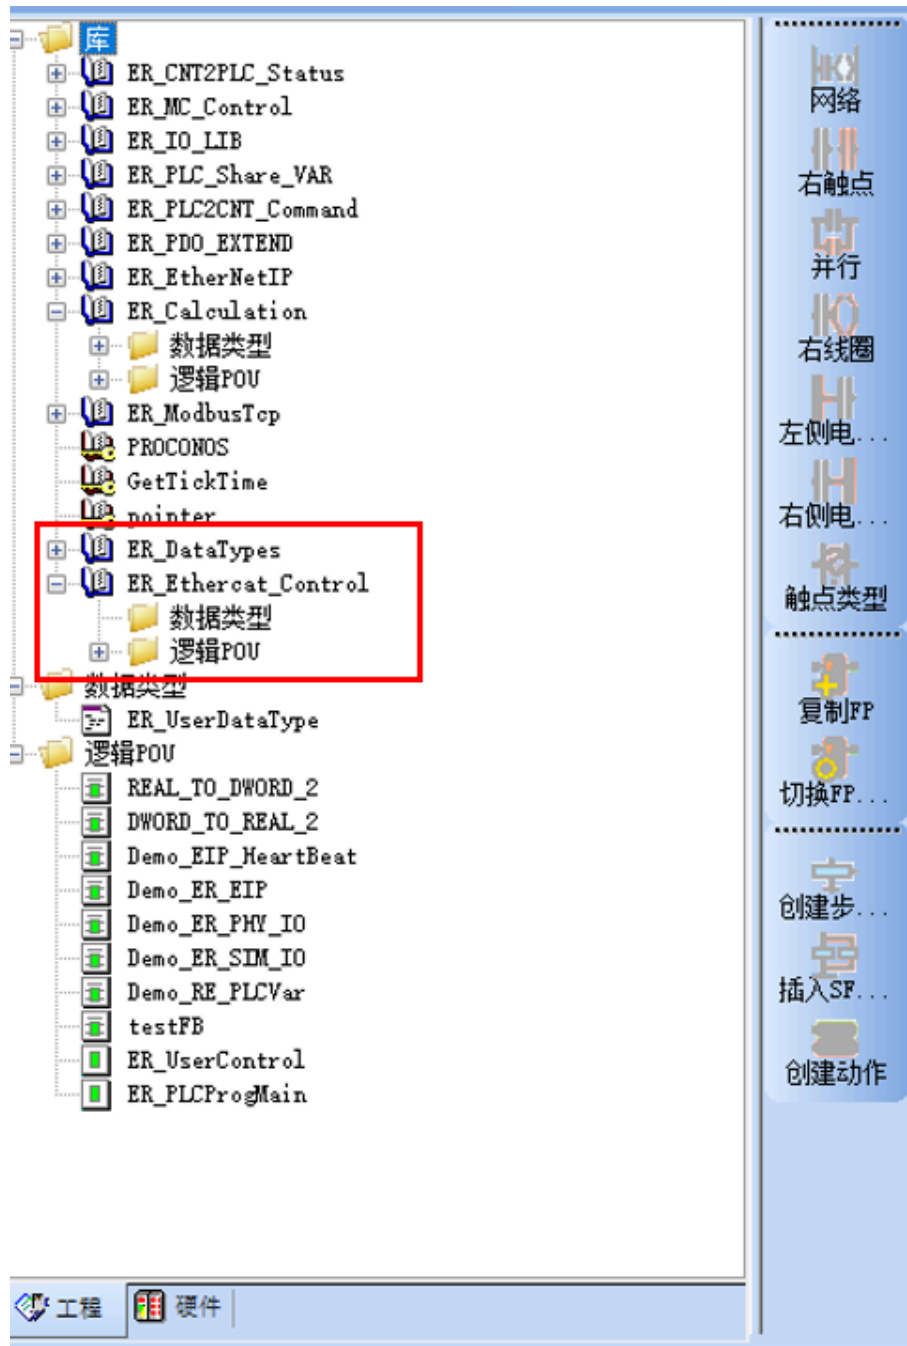 库
ER_CNT2PLC_Status
ER_MC_Control
ER_IO_LIB
ER_PLC_Share_VAR
ER_PLC2CNT_Command
ER_PDO_EXTEND
ER_EtherNetIP
ER_Calculation
数据类型
逻辑POU
ER_ModbusTcp
PROCONOS
GetTickTime
pointer
ER_DataTypes
ER_Ethercat_Control
数据类型
逻辑POU
数据类型
ER_UserDataType
逻辑POU
REAL_TO_DWORD_2
DWORD_TO_REAL_2
Demo_EIP_HeartBeat
Demo_ER_EIP
Demo_ER_PHY_IO
Demo_ER_SIM_IO
Demo_RE_PLCVar
testFB
ER_UserControl
ER_PLCProgMain
工程
硬件
网络
右触点
并行
右线圈
左侧电...
右侧电...
触点类型
复制FP
切换FP...
创建步...
插入SF...
创建动作